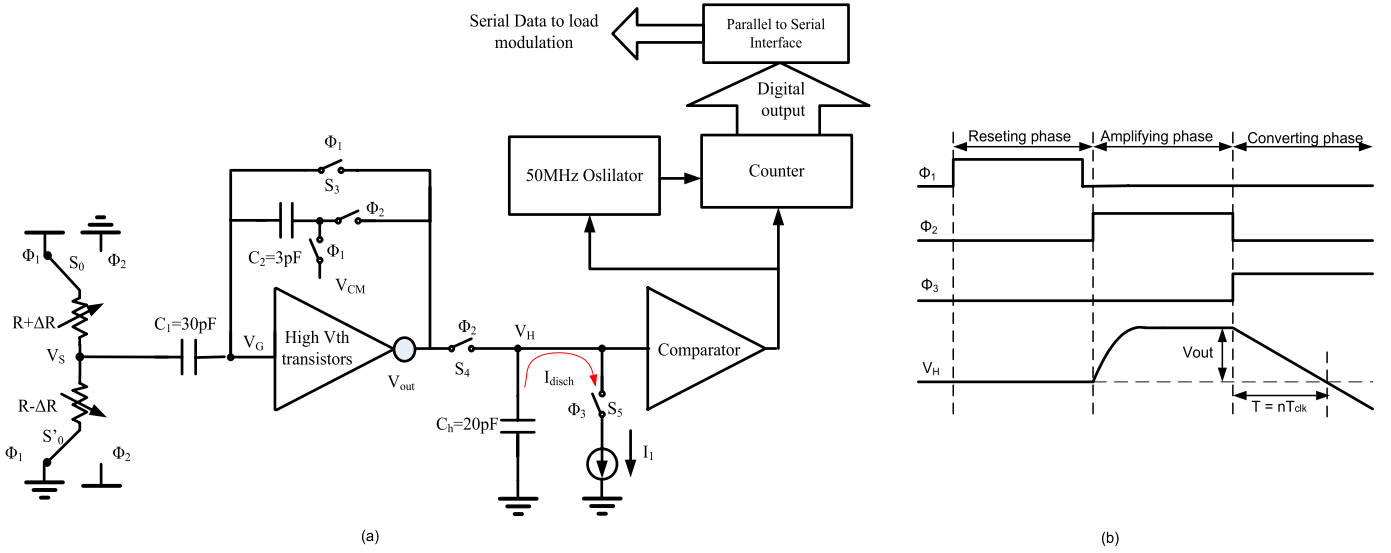 Serial Data to load
modulation
Parallel to Serial
Interface
Digital
output
50MHz Oslilator
Counter
Φ1
S3
Φ2
C2=3pF
Φ1
VCM
Φ1
S0
Φ2
R+ΔR
C1=30pF
VS
VG
High Vth
transistors
Vout
Φ2
S4
VH
Comparator
Idisch
Φ3
S5
Ch=20pF
I1
R-ΔR
S'0
Φ1
Φ2
(a)
Reseting phase
Amplifying phase
Converting phase
Φ1
Φ2
Φ3
VH
Vout
T = nTclk
(b)